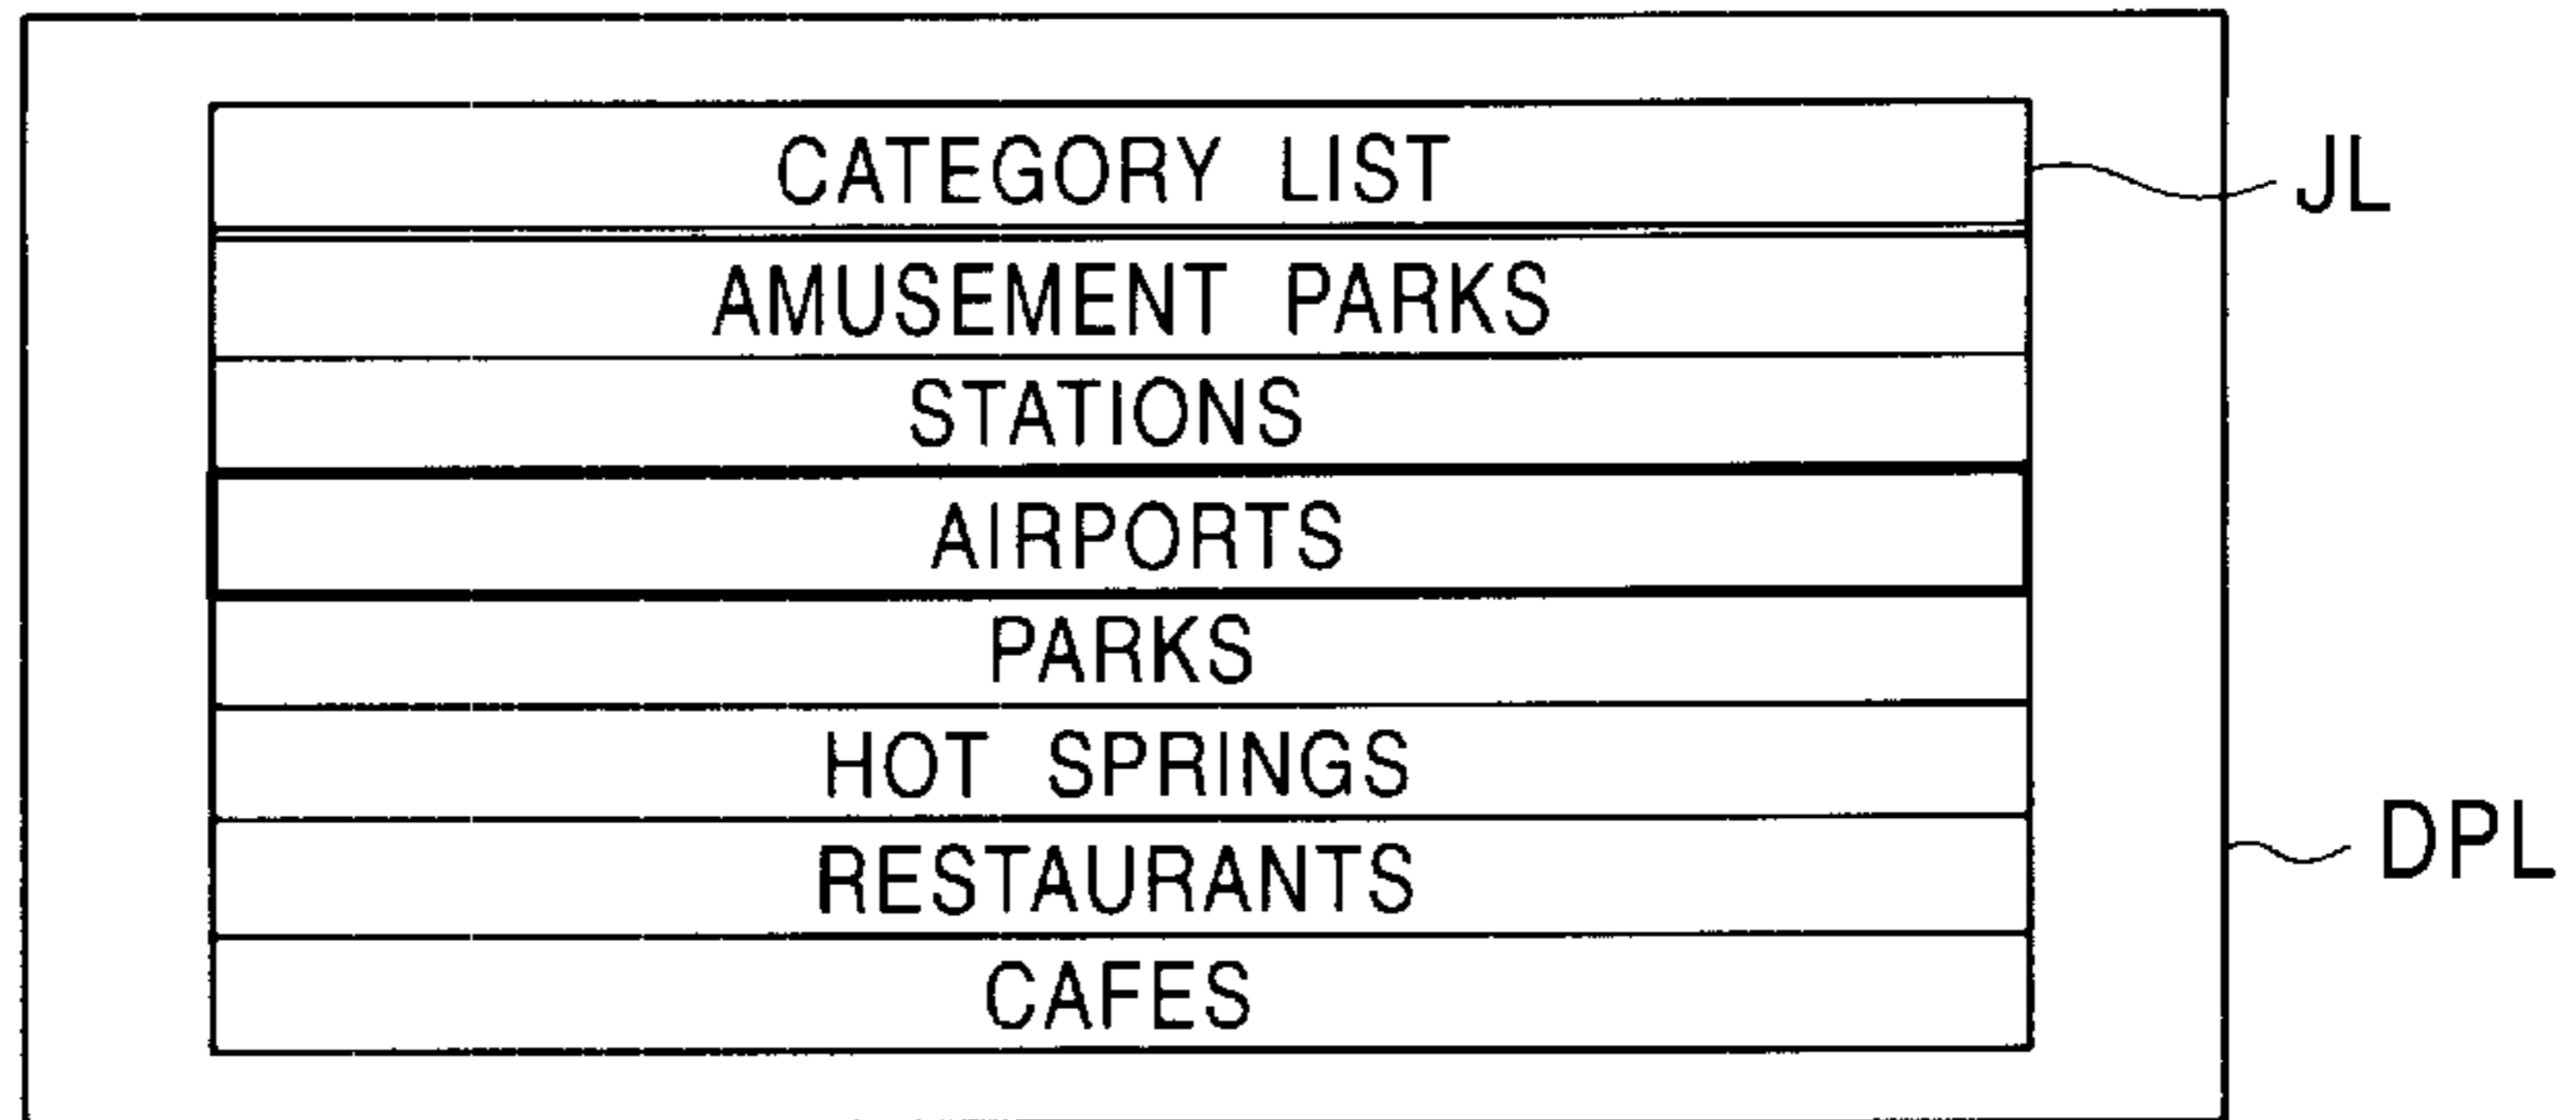 CATEGORY LIST
JL
AMUSEMENT PARKS
STATIONS
AIRPORTS
PARKS
HOT SPRINGS
RESTAURANTS
DPL
CAFES